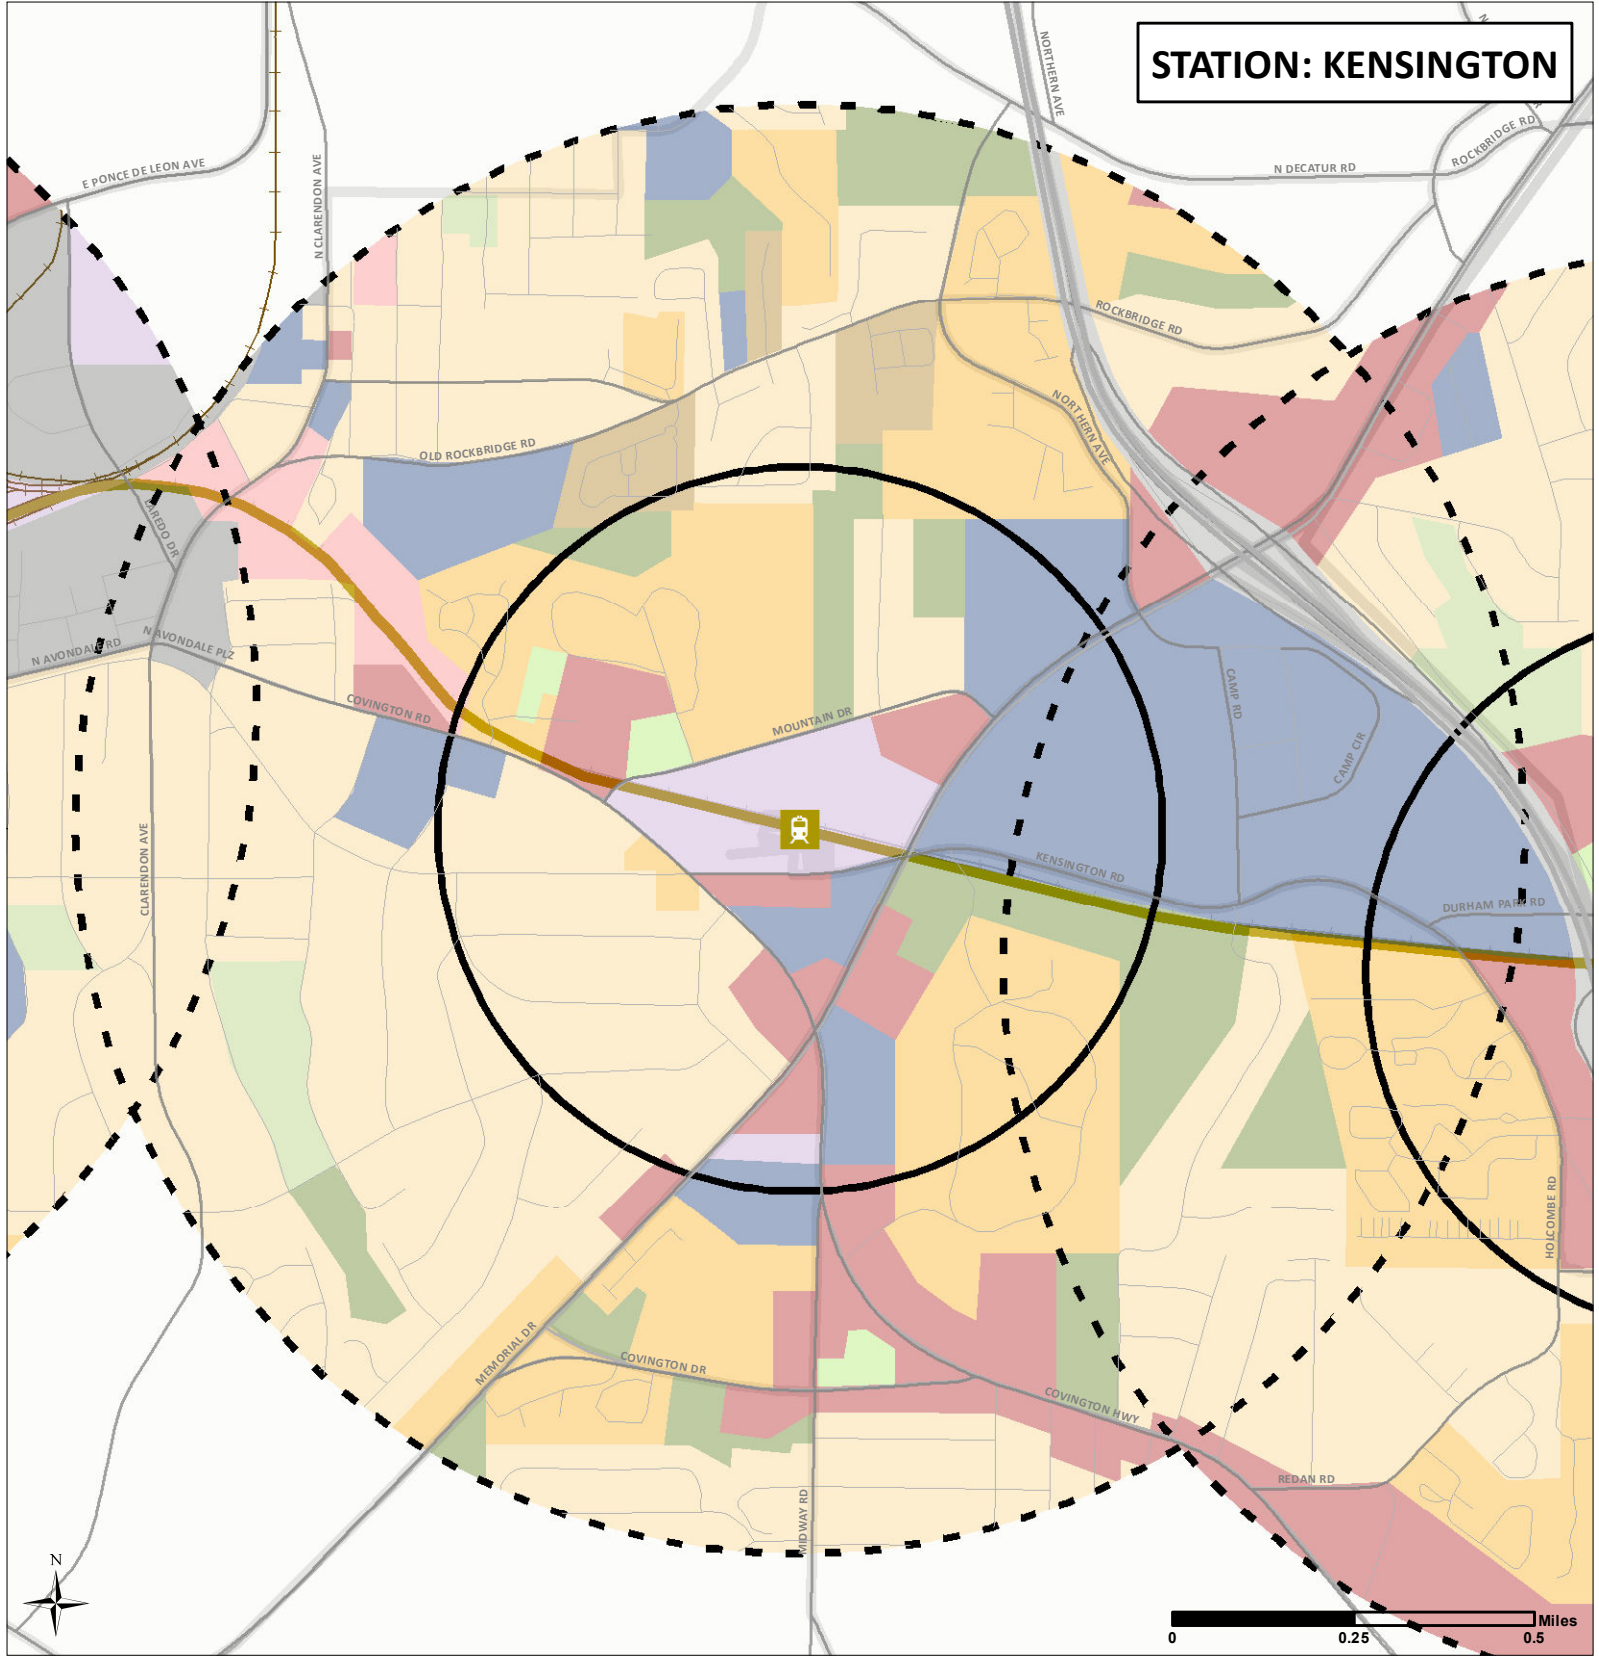 STATION: KENSINGTON
NORTHERN AVE
N
E PONCE DE LEON AVE
N CLARENDON AVE
N DECATUR RD
ROCKBRIDGE RD
ROCKBRIDGE RD
NORTHERN AVE
OLD ROCKBRIDGE RD
LAREDO DR
N AVONDALE RD
N AVONDALE PLZ
COVINGTON RD
MOUNTAIN DR
CAMP RD
CAMP CIR
KENSINGTON RD
DURHAM PARK RD
CLARENDON AVE
HOLCOMBE RD
MEMORIAL DR
COVINGTON DR
COVINGTON HWY
REDAN RD
MIDWAY RD
N
Miles
0 0.25 0.5